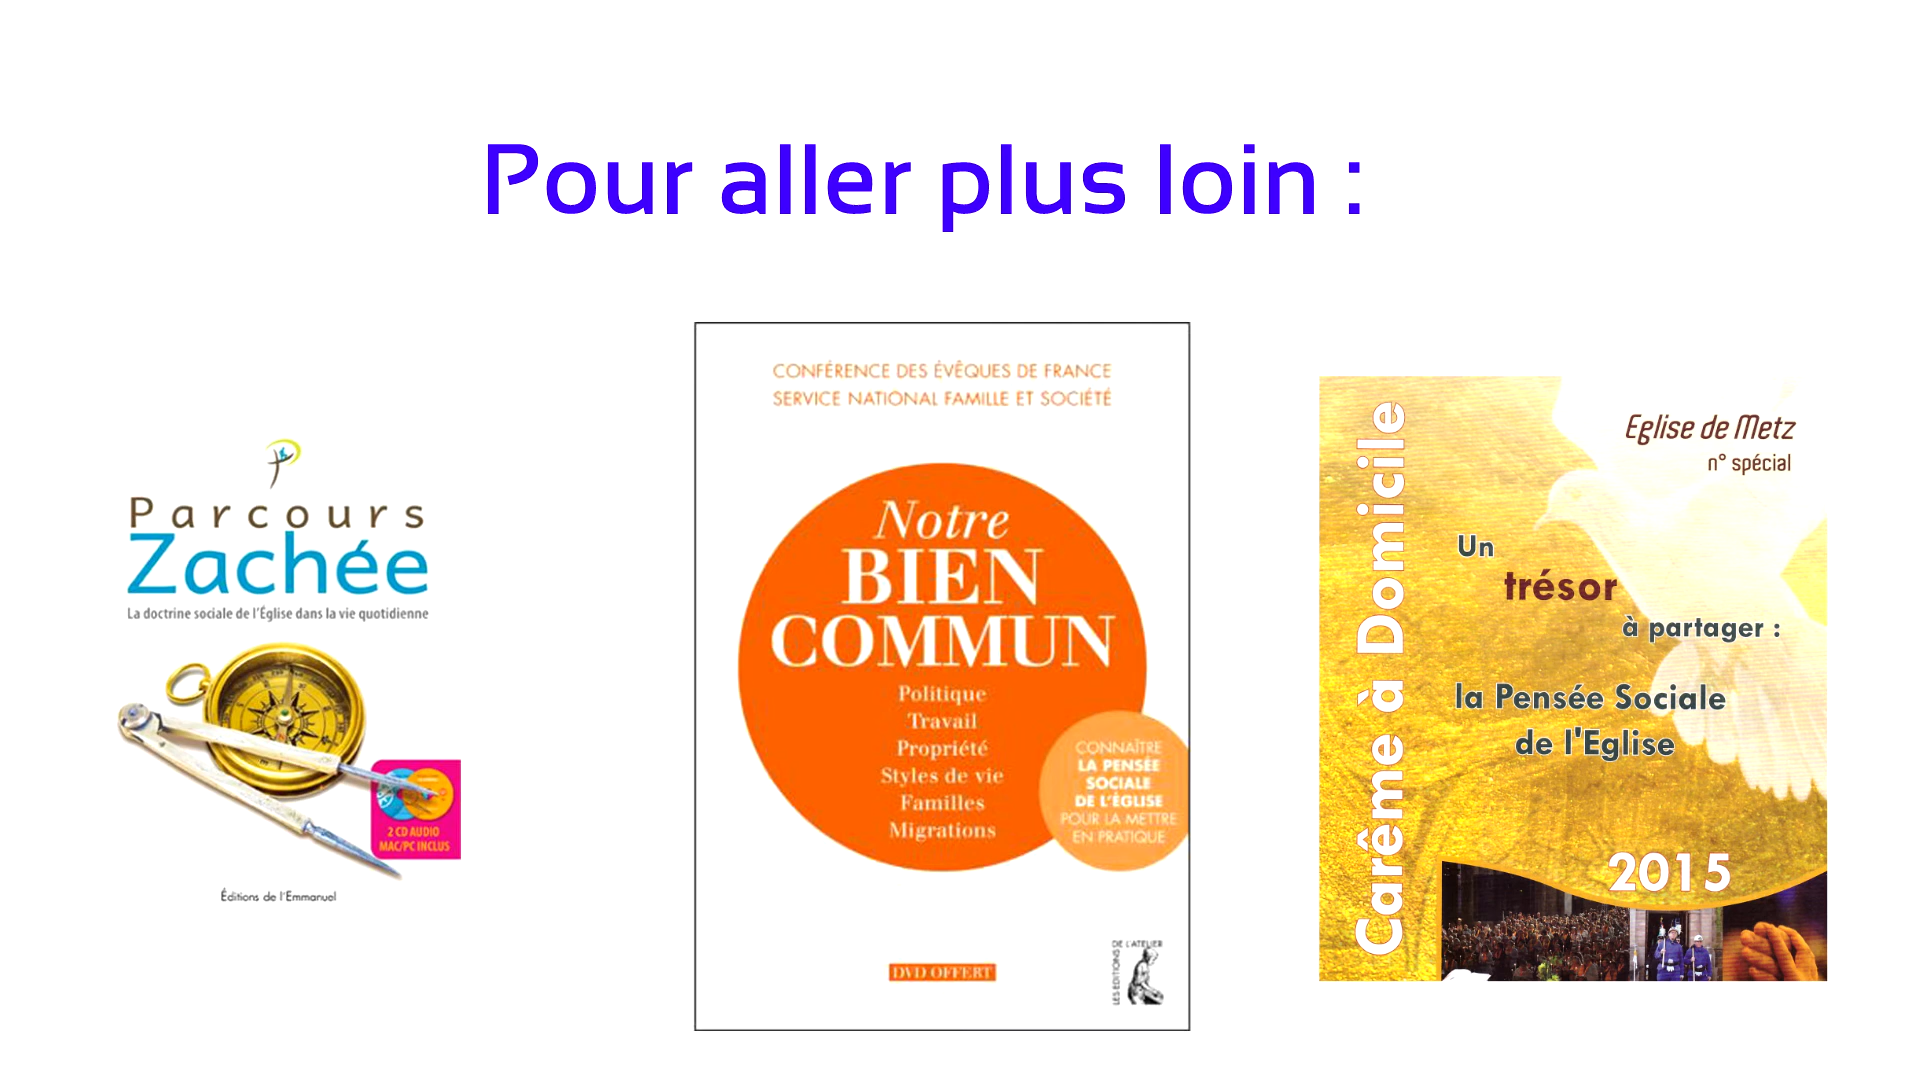 Pour aller plus loin :
Parcours
Zachée
La doctrine sociale de l'Église dans la vie quotidienne
2 CD AUDIO
MAC/PC INCLUS
Éditions de l'Emmanuel
CONFÉRENCE DES ÉVÊQUES DE FRANCE
SERVICE NATIONAL FAMILLE ET SOCIÉTÉ
Notre
BIEN
COMMUN
Politique
Travail
Propriété
Styles de vie
Familles
Migrations
CONNAÎTRE
LA PENSÉE
SOCIALE
DE L'ÉGLISE
POUR LA METTRE
EN PRATIQUE
DVD OFFERT
LES EDITIONS
DE L'ATELIER
Carême à Domicile
Eglise de Metz
n° spécial
Un
trésor
à partager :
la Pensée Sociale
de l'Eglise
2015